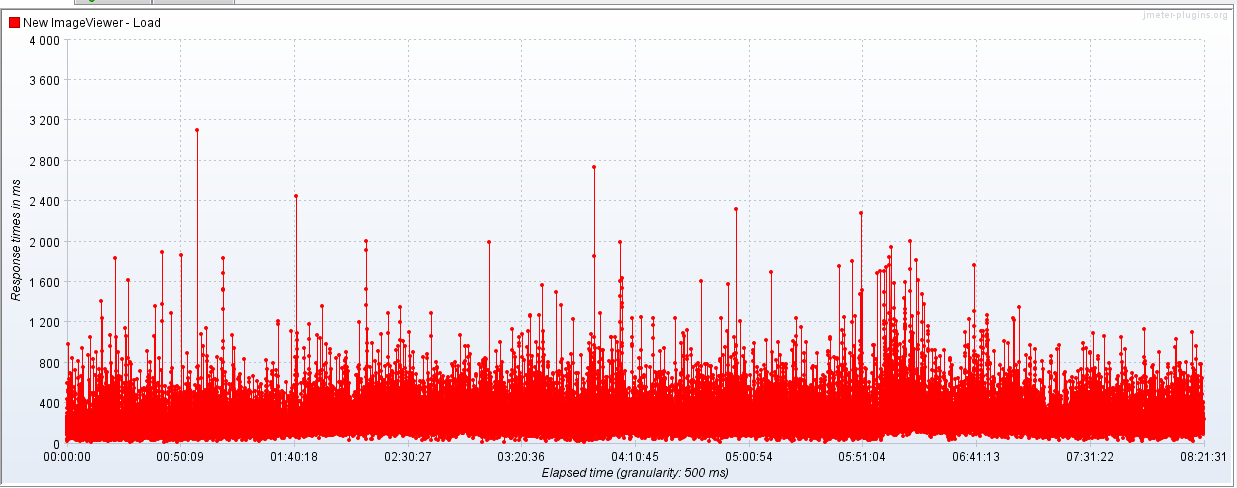 New ImageViewer - Load
jmeter-plugins.org
4 000
3 600
3 200
2 800
2 400
2 000
1 600
1 200
800
400
0
Response times in ms
00:00:00 00:50:09 01:40:18 02:30:27 03:20:36 04:10:45 05:00:54 05:51:04 06:41:13 07:31:22 08:21:31
Elapsed time (granularity: 500 ms)